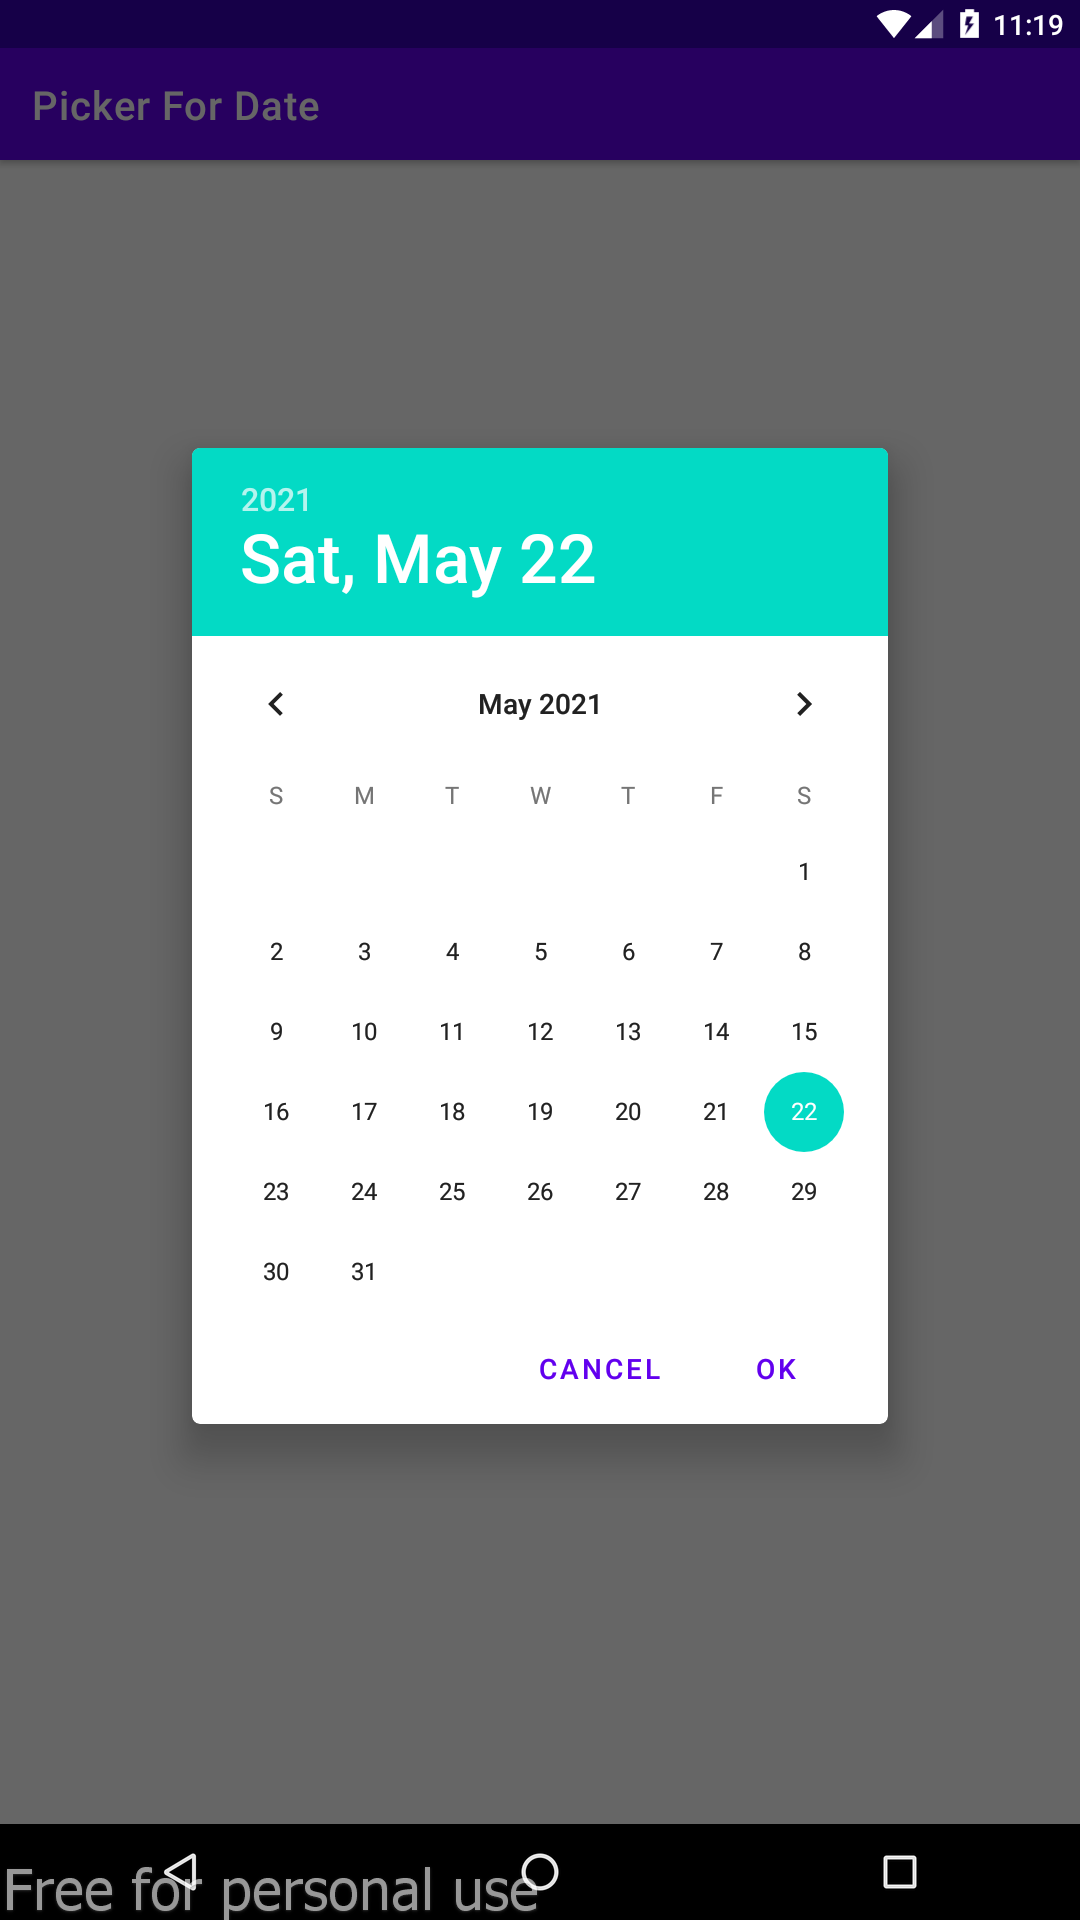 11:19
Picker For Date
2021
Sat, May 22
May 2021
S M T W T F S
1
2 3 4 5 6 7 8
9 10 11 12 13 14 15
16 17 18 19 20 21 22
23 24 25 26 27 28 29
30 31
CANCEL OK
Free for personal use